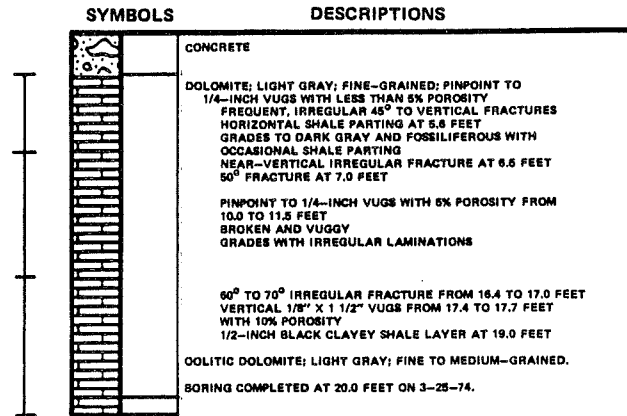 SYMBOLS DESCRIPTIONS
CONCRETE
DOLOMITE; LIGHT GRAY; FINE-GRAINED; PINPOINT TO
1/4-INCH VUGS WITH LESS THAN 5% POROSITY
FREQUENT, IRREGULAR 45° TO VERTICAL FRACTURES
HORIZONTAL SHALE PARTING AT 5.6 FEET
GRADES TO DARK GRAY AND FOSSILIFEROUS WITH
OCCASIONAL SHALE PARTING
NEAR-VERTICAL IRREGULAR FRACTURE AT 6.5 FEET
50° FRACTURE AT 7.0 FEET
PINPOINT TO 1/4-INCH VUGS WITH 5% POROSITY FROM
10.0 TO 11.5 FEET
BROKEN AND VUGGY
GRADES WITH IRREGULAR LAMINATIONS
60° TO 70° IRREGULAR FRACTURE FROM 16.4 TO 17.0 FEET
VERTICAL 1/8" X 1 1/2" VUGS FROM 17.4 TO 17.7 FEET
WITH 10% POROSITY
1/2-INCH BLACK CLAYEY SHALE LAYER AT 19.0 FEET
OOLITIC DOLOMITE; LIGHT GRAY; FINE TO MEDIUM-GRAINED.
BORING COMPLETED AT 20.0 FEET ON 3-25-74.